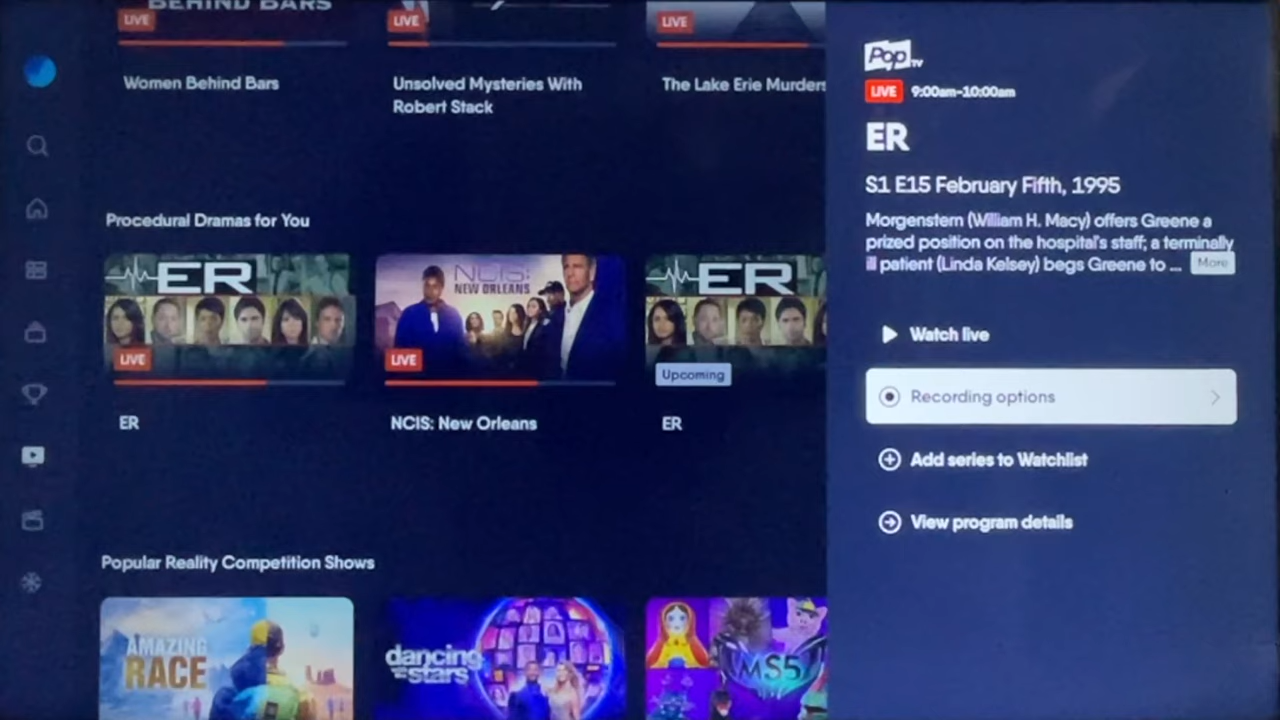 BEHIND BARS
LIVE
LIVE
LIVE
Women Behind Bars
Unsolved Mysteries With
Robert Stack
The Lake Erie Murders
Procedural Dramas for You
ER
LIVE
NCIS:
NEW ORLEANS
LIVE
ER
Upcoming
ER
NCIS: New Orleans
ER
Popular Reality Competition Shows
AMAZING
RACE
dancing
with the
stars
MS5
Pop TV
LIVE 9:00am-10:00am
ER
S1 E15 February Fifth, 1995
Morgenstern (William H. Macy) offers Greene a
prized position on the hospital's staff; a terminally
ill patient (Linda Kelsey) begs Greene to ... More
Watch live
Recording options
Add series to Watchlist
View program details